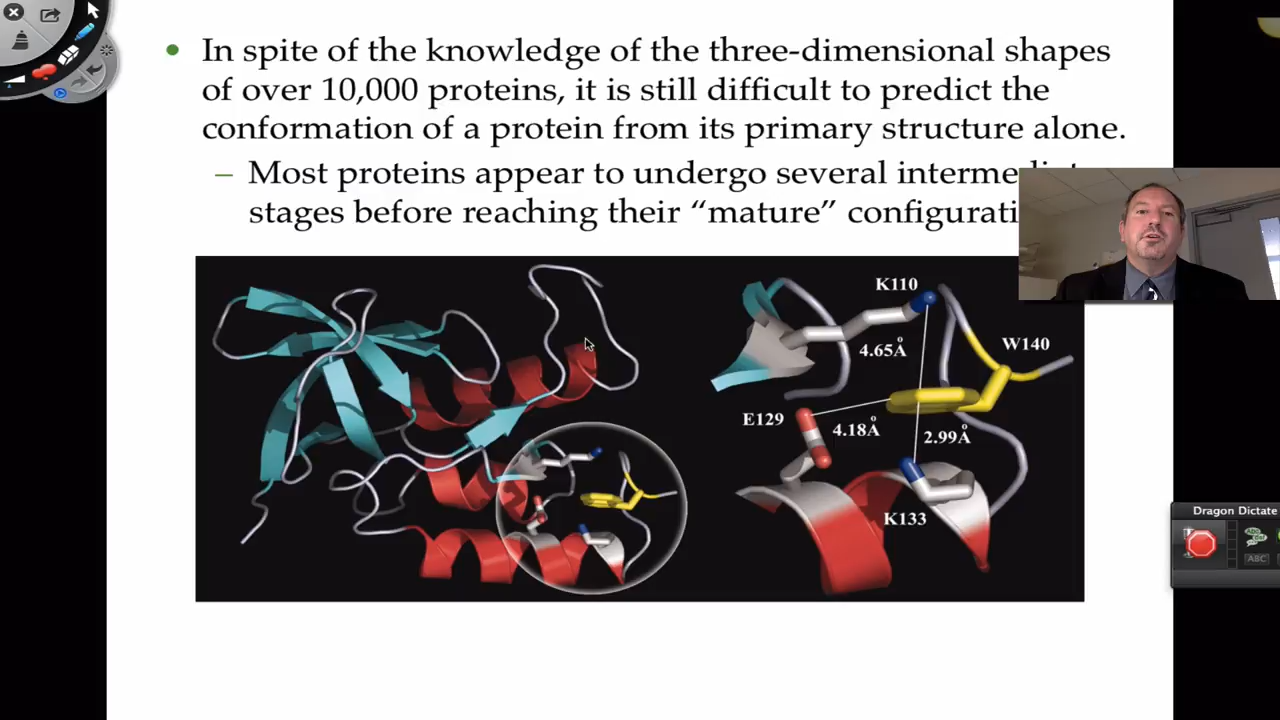 In spite of the knowledge of the three-dimensional shapes
of over 10,000 proteins, it is still difficult to predict the
conformation of a protein from its primary structure alone.
– Most proteins appear to undergo several
stages before reaching their “mature”
K110
4.65Å
W140
E129
4.18Å
2.99Å
K133
Dragon Dictate
ABC